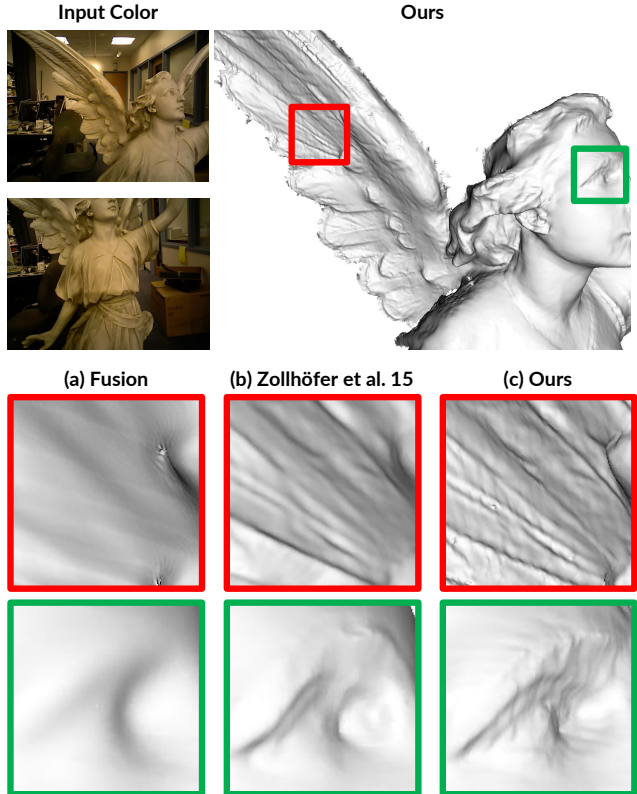 Input Color
Ours
(a) Fusion
(b) Zollhöfer et al. 15
(c) Ours